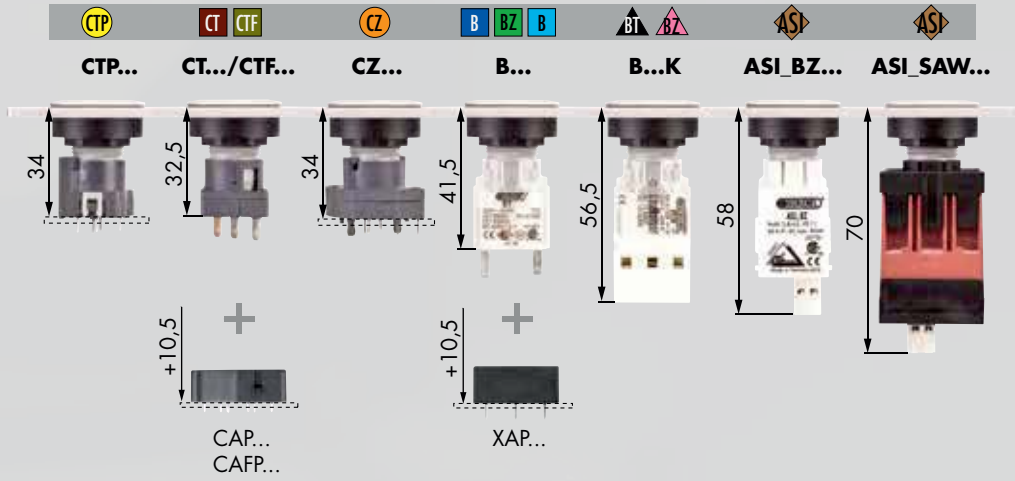 CTP CT CTF CZ B BZ B BT BZ ASI ASI
CTP... CT.../CTF... CZ... B... B...K ASI_BZ... ASI_SAW...
34 32,5 34 41,5 56,5 58 70
ASI_BZ
+ +
+10,5 +10,5
CAP... XAP...
CAFP...